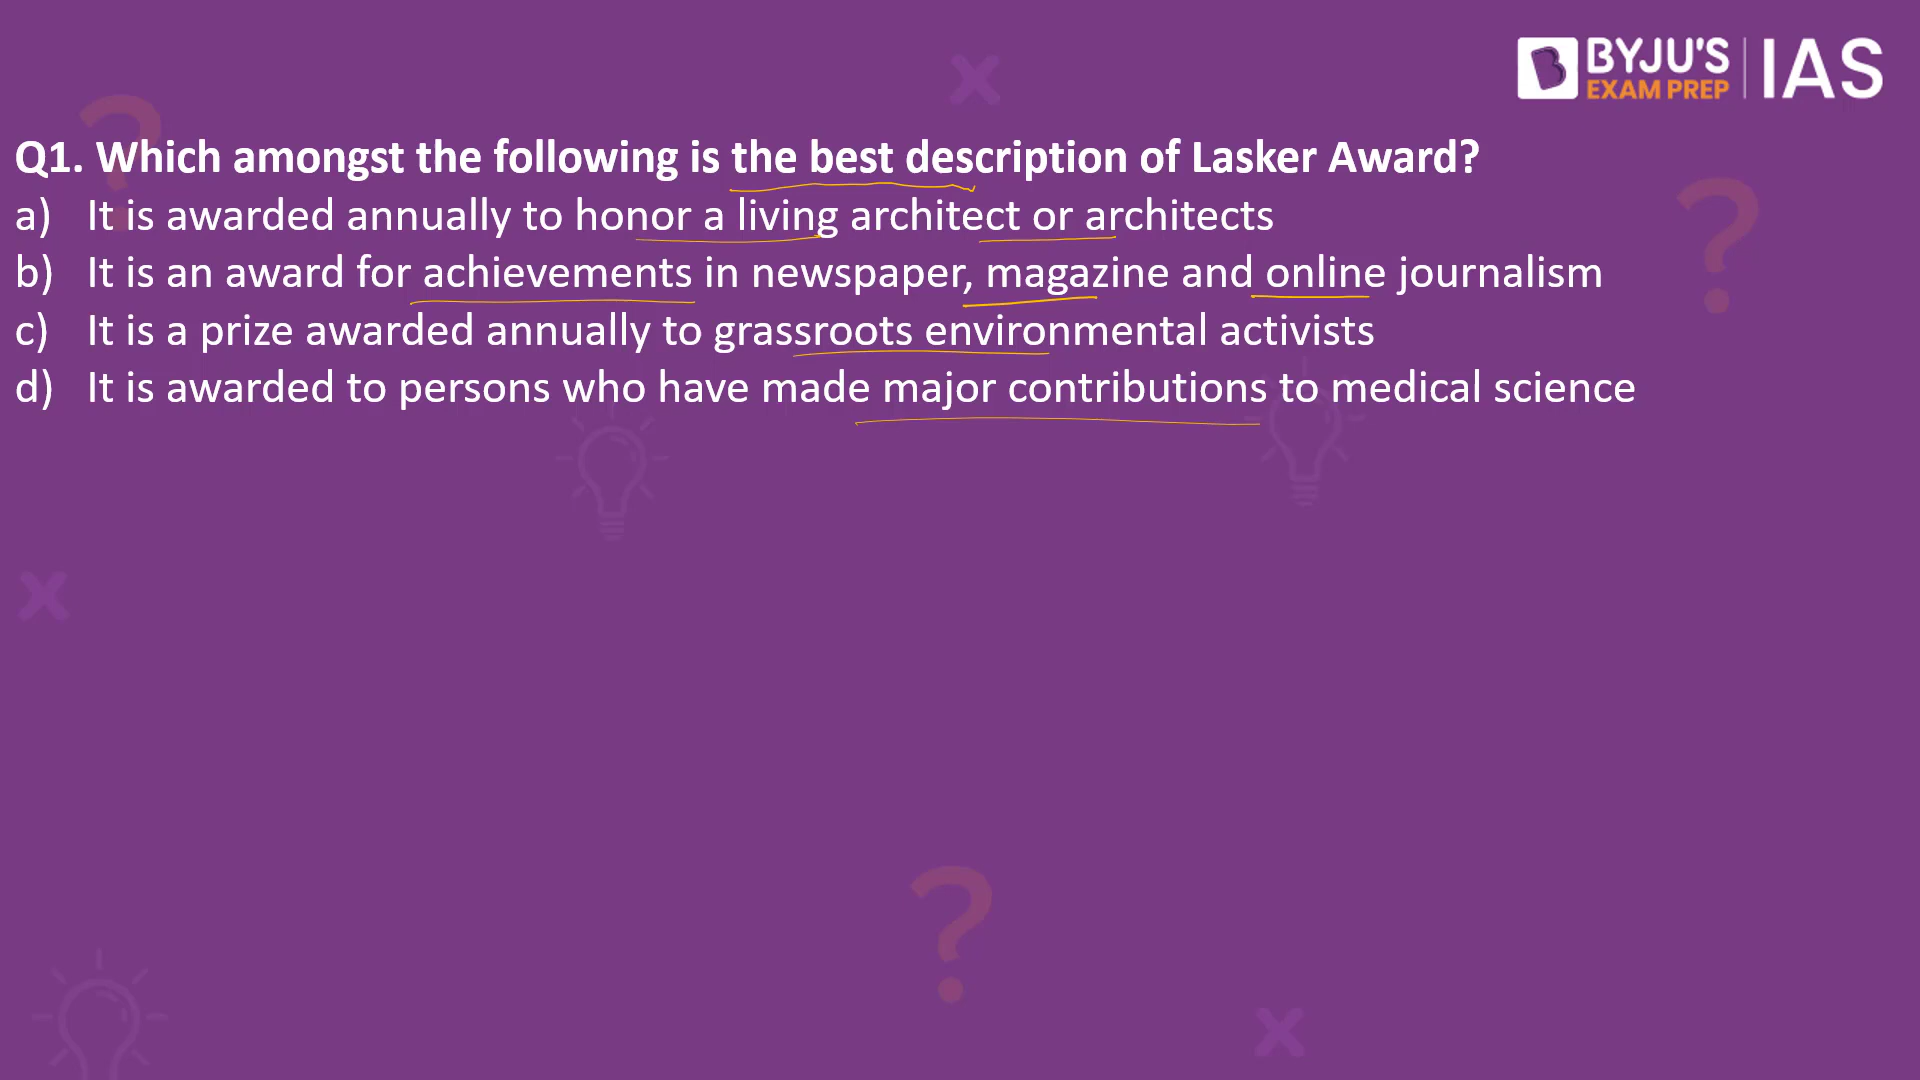 BYJU'S
EXAM PREP
IAS
Q1. Which amongst the following is the best description of Lasker Award?
a) It is awarded annually to honor a living architect or architects
b) It is an award for achievements in newspaper, magazine and online journalism
c) It is a prize awarded annually to grassroots environmental activists
d) It is awarded to persons who have made major contributions to medical science